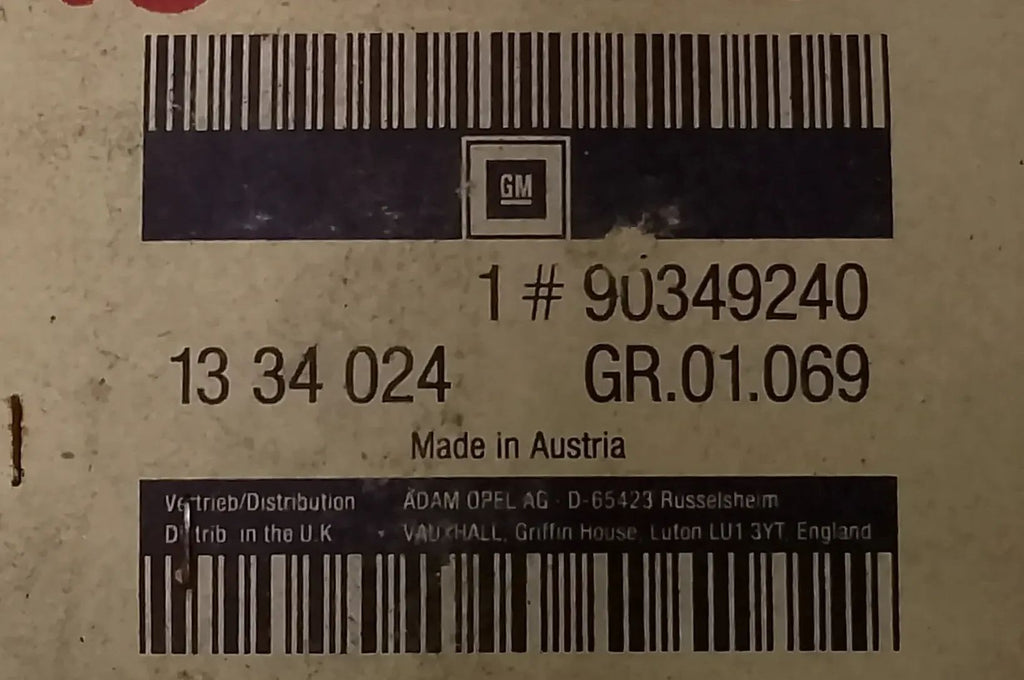 GM
1 # 90349240
13 34 024 GR.01.069
Made in Austria
Vertrieb/Distribution ADAM OPEL AG · D-65423 Russelsheim
Distrib in the U.K VAUXHALL, Griffin House, Luton LU1 3YT, England